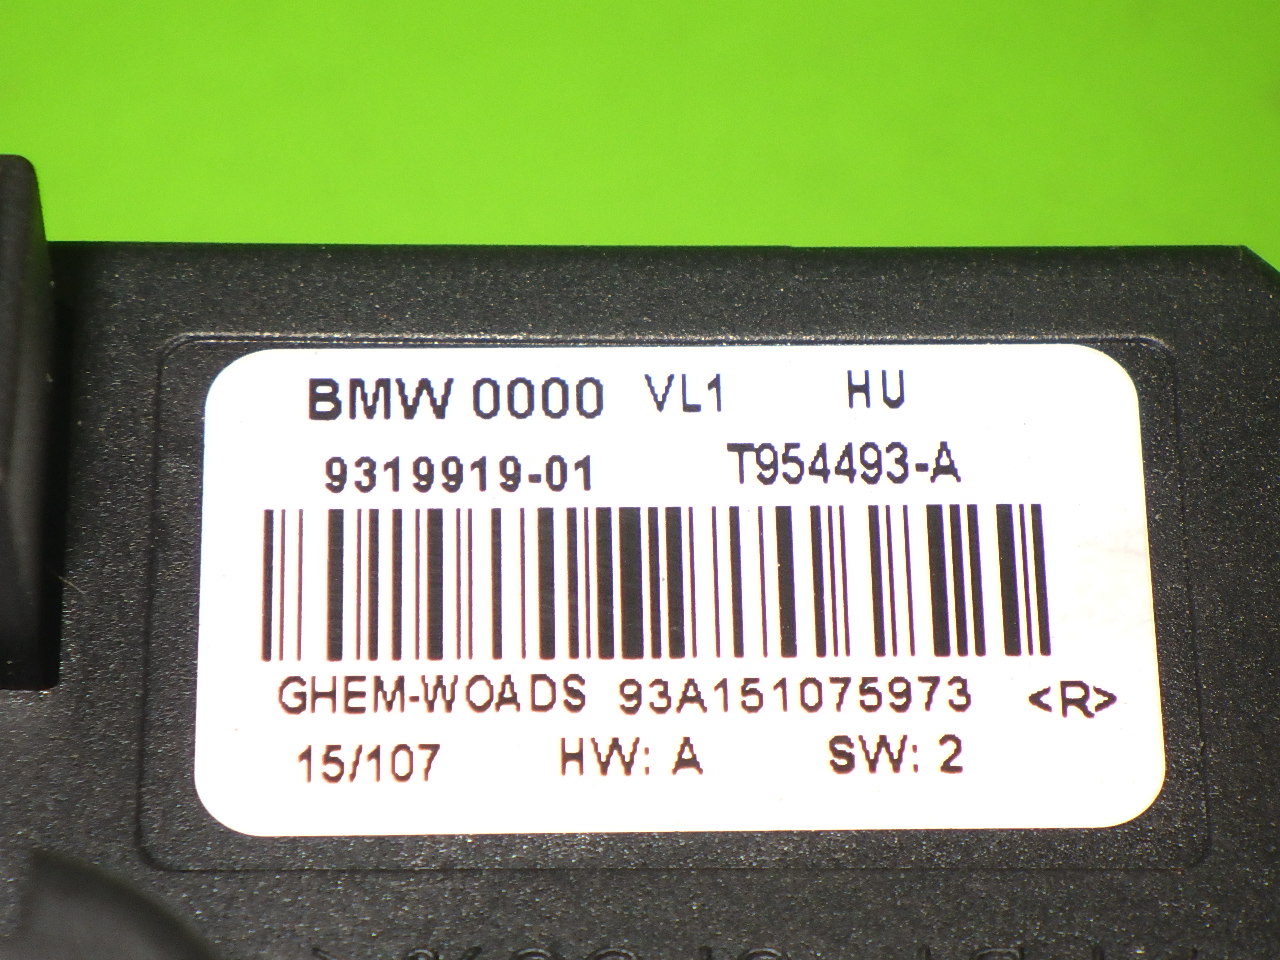 BMW 0000 VL1 HU
9319919-01 T954493-A
GHEM-WOADS 93A151075973 <R>
15/107 HW: A SW: 2